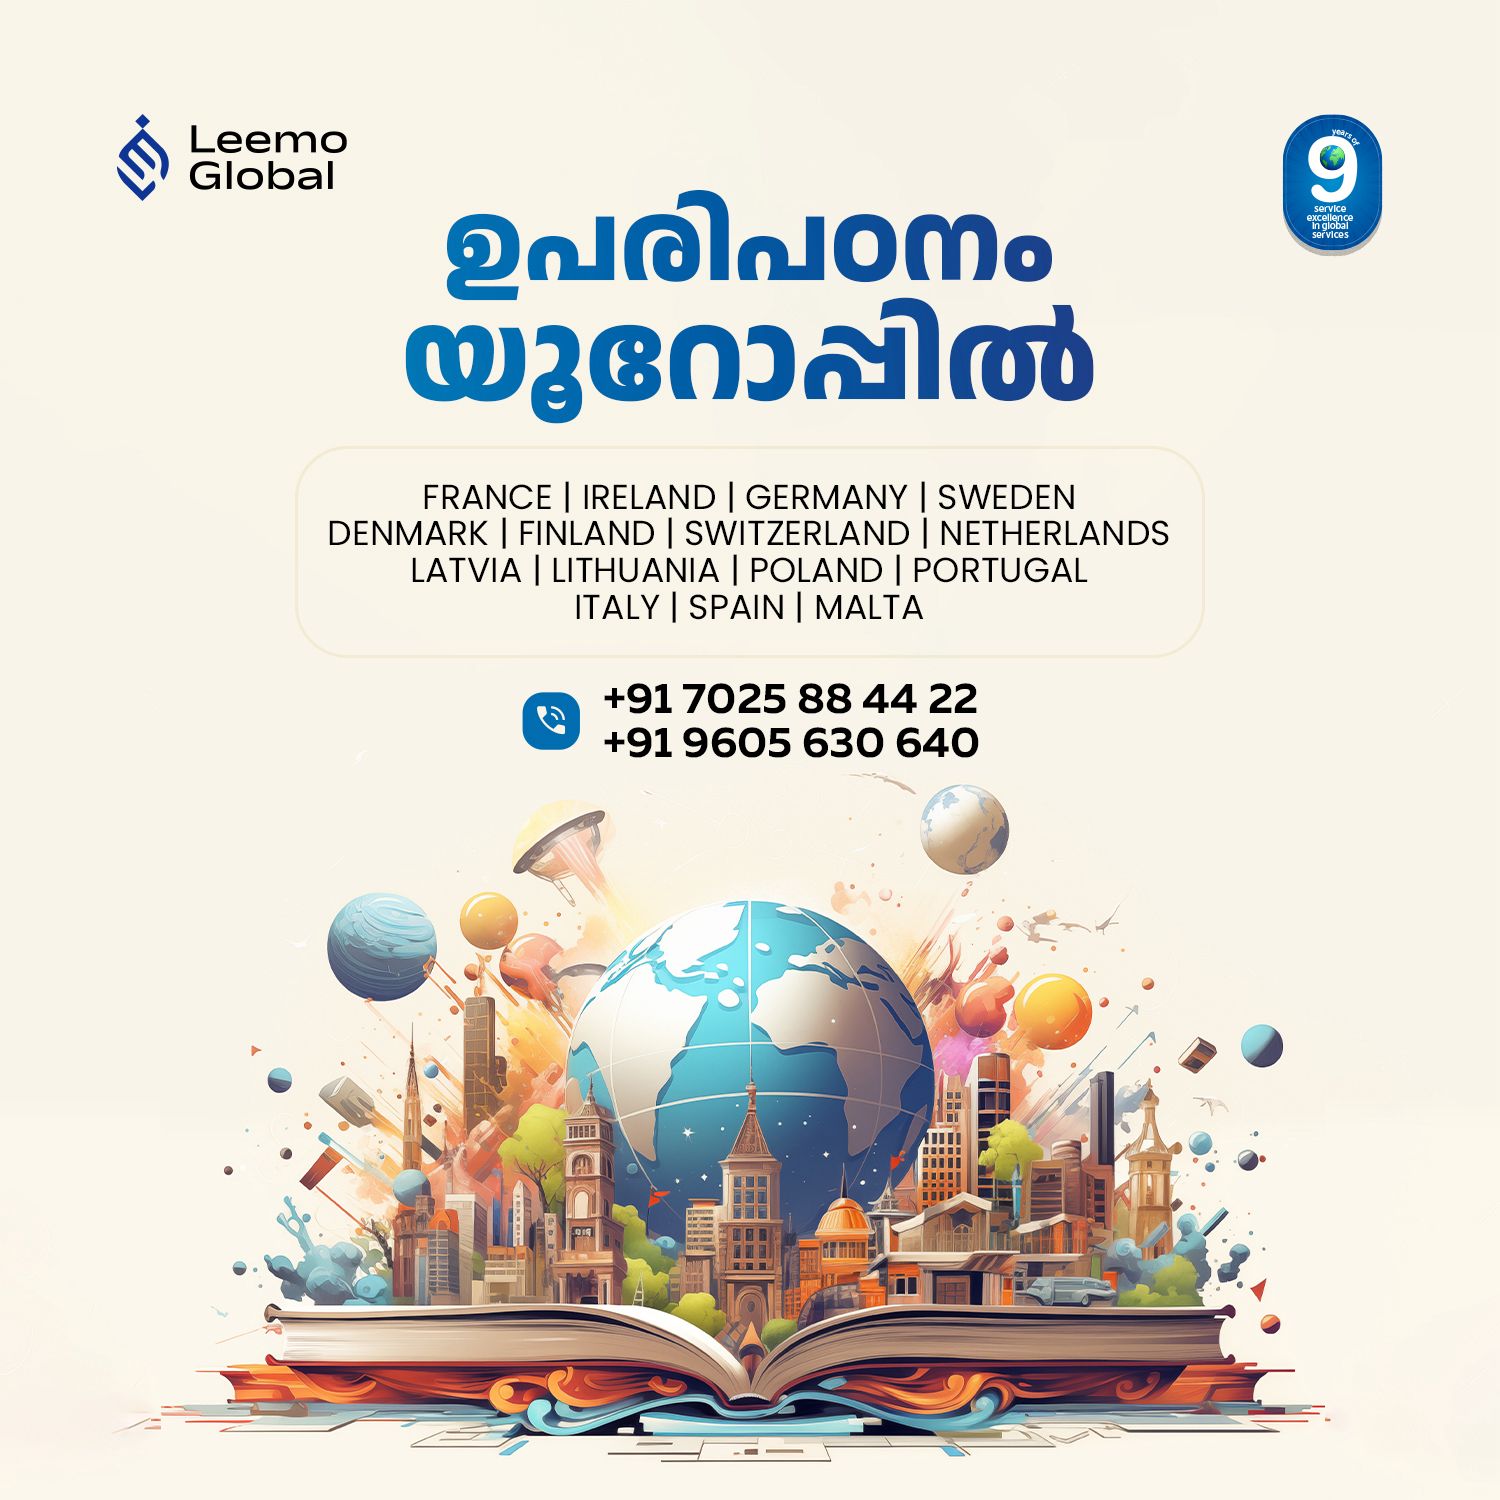 Leemo
Global
years of
9
service
excellence
in global
services
ഉപരിപഠനം
യൂറോപ്പിൽ
FRANCE | IRELAND | GERMANY | SWEDEN
DENMARK | FINLAND | SWITZERLAND | NETHERLANDS
LATVIA | LITHUANIA | POLAND | PORTUGAL
ITALY | SPAIN | MALTA
+91 7025 88 44 22
+91 9605 630 640